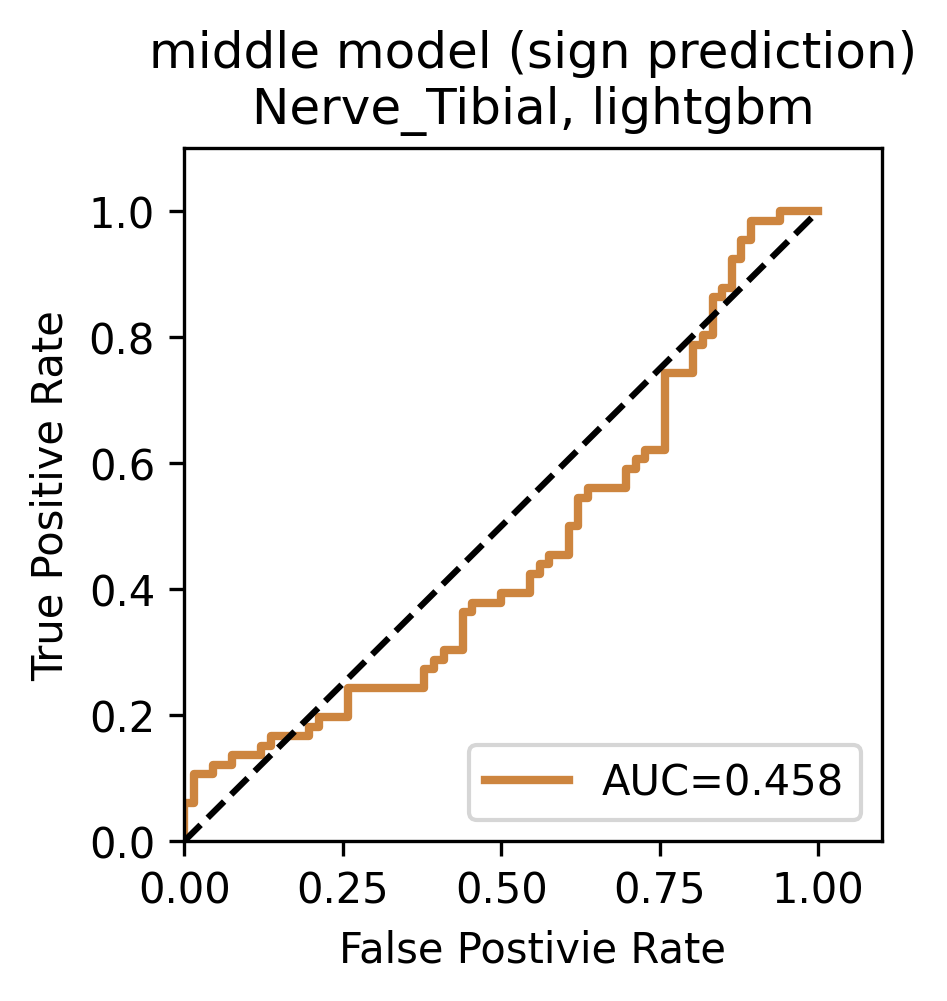 middle model (sign prediction)
Nerve_Tibial, lightgbm
True Positive Rate
1.0
0.8
0.6
0.4
0.2
0.0
AUC=0.458
0.00 0.25 0.50 0.75 1.00
False Postivie Rate